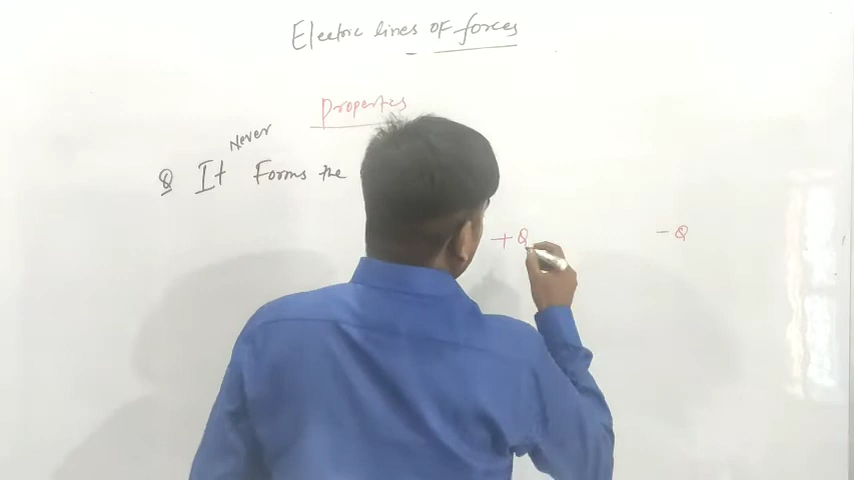 Electric lines of forces
Properties
Never
Q It Forms the
+Q -Q